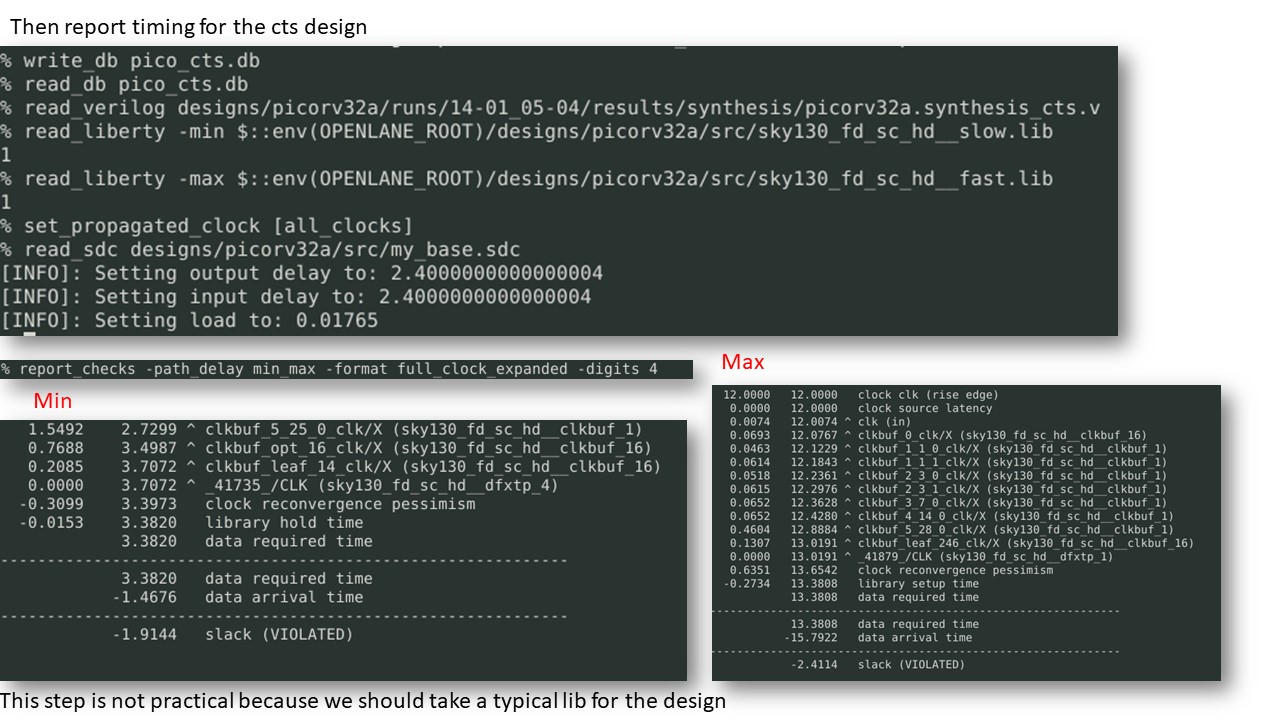 Then report timing for the cts design
% write_db pico_cts.db
% read_db pico_cts.db
% read_verilog designs/picorv32a/runs/14-01_05-04/results/synthesis/picorv32a.synthesis_cts.v
% read_liberty -min $::env(OPENLANE_ROOT)/designs/picorv32a/src/sky130_fd_sc_hd__slow.lib
1
% read_liberty -max $::env(OPENLANE_ROOT)/designs/picorv32a/src/sky130_fd_sc_hd__fast.lib
1
% set_propagated_clock [all_clocks]
% read_sdc designs/picorv32a/src/my_base.sdc
[INFO]: Setting output delay to: 2.4000000000000004
[INFO]: Setting input delay to: 2.4000000000000004
[INFO]: Setting load to: 0.01765
% report_checks -path_delay min_max -format full_clock_expanded -digits 4
Min
1.5492 2.7299 ^ clkbuf_5_25_0_clk/X (sky130_fd_sc_hd__clkbuf_1)
0.7688 3.4987 ^ clkbuf_opt_16_clk/X (sky130_fd_sc_hd__clkbuf_16)
0.2085 3.7072 ^ clkbuf_leaf_14_clk/X (sky130_fd_sc_hd__clkbuf_16)
0.0000 3.7072 ^ _41735_/CLK (sky130_fd_sc_hd__dfxtp_4)
-0.3099 3.3973 clock reconvergence pessimism
-0.0153 3.3820 library hold time
3.3820 data required time
---------------------------------------------------------
3.3820 data required time
-1.4676 data arrival time
---------------------------------------------------------
-1.9144 slack (VIOLATED)
Max
12.0000 12.0000 clock clk (rise edge)
0.0000 12.0000 clock source latency
0.0074 12.0074 ^ clk (in)
0.0693 12.0767 ^ clkbuf_0_clk/X (sky130_fd_sc_hd__clkbuf_16)
0.0463 12.1229 ^ clkbuf_1_1_0_clk/X (sky130_fd_sc_hd__clkbuf_1)
0.0614 12.1843 ^ clkbuf_1_1_1_clk/X (sky130_fd_sc_hd__clkbuf_1)
0.0518 12.2361 ^ clkbuf_2_3_0_clk/X (sky130_fd_sc_hd__clkbuf_1)
0.0615 12.2976 ^ clkbuf_2_3_1_clk/X (sky130_fd_sc_hd__clkbuf_1)
0.0652 12.3628 ^ clkbuf_3_7_0_clk/X (sky130_fd_sc_hd__clkbuf_1)
0.0652 12.4280 ^ clkbuf_4_14_0_clk/X (sky130_fd_sc_hd__clkbuf_1)
0.4604 12.8884 ^ clkbuf_5_28_0_clk/X (sky130_fd_sc_hd__clkbuf_1)
0.1307 13.0191 ^ clkbuf_leaf_246_clk/X (sky130_fd_sc_hd__clkbuf_16)
0.0000 13.0191 ^ _41879_/CLK (sky130_fd_sc_hd__dfxtp_1)
0.6351 13.6542 clock reconvergence pessimism
-0.2734 13.3808 library setup time
13.3808 data required time
---------------------------------------------------------
13.3808 data required time
-15.7922 data arrival time
---------------------------------------------------------
-2.4114 slack (VIOLATED)
This step is not practical because we should take a typical lib for the design